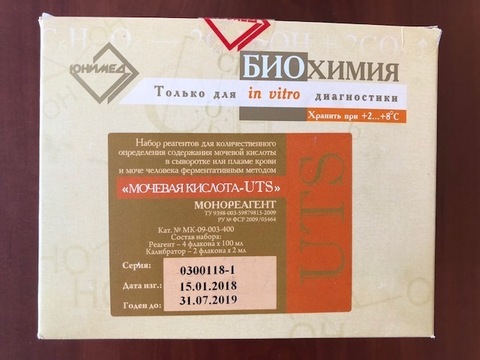 ЮНИМЕД
БИОХИМИЯ
Только для in vitro диагностики
Хранить при +2...+8°C
Набор реагентов для количественного
определения содержания мочевой кислоты
в сыворотке или плазме крови
и моче человека ферментативным методом
«МОЧЕВАЯ КИСЛОТА-UTS»
МОНОРЕАГЕНТ
ТУ 9398-003-59879815-2009
РУ № ФСР 2009/05464
Кат. № МК-09-003-400
Состав набора:
Реагент – 4 флакона х 100 мл
Калибратор – 2 флакона х 2 мл
UTS
Серия: 0300118-1
Дата изг.: 15.01.2018
Годен до: 31.07.2019